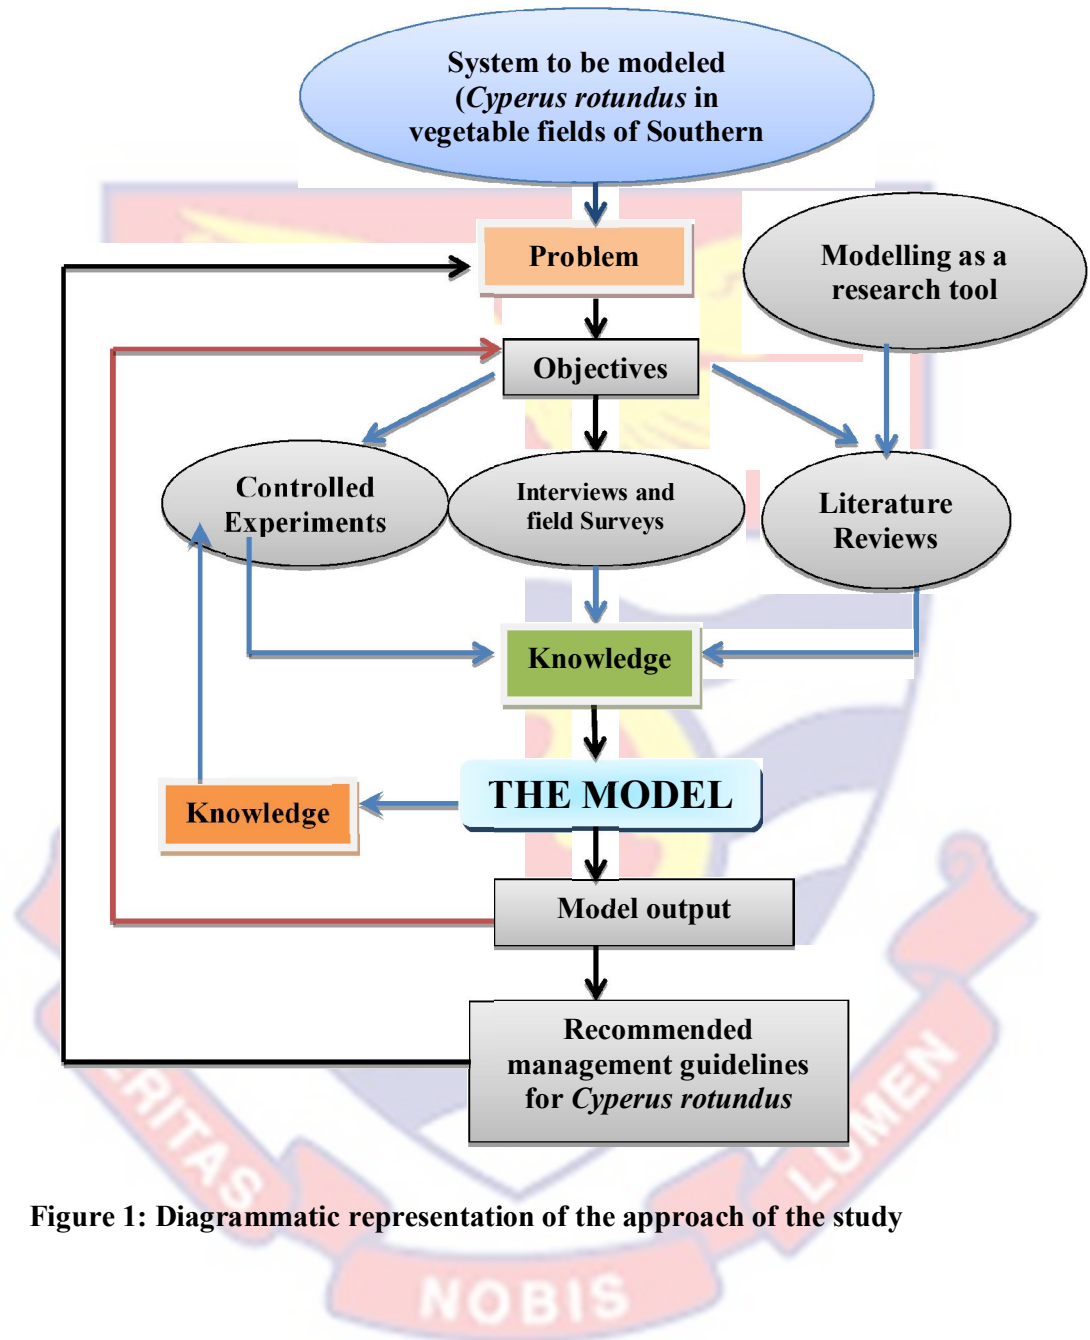 System to be modeled
(Cyperus rotundus in
vegetable fields of Southern
Problem
Modelling as a
research tool
Objectives
Controlled
Experiments
Interviews and
field Surveys
Literature
Reviews
Knowledge
THE MODEL
Knowledge
Model output
Recommended
management guidelines
for Cyperus rotundus
Figure 1: Diagrammatic representation of the approach of the study
ERITAS
NOBIS
LUMEN